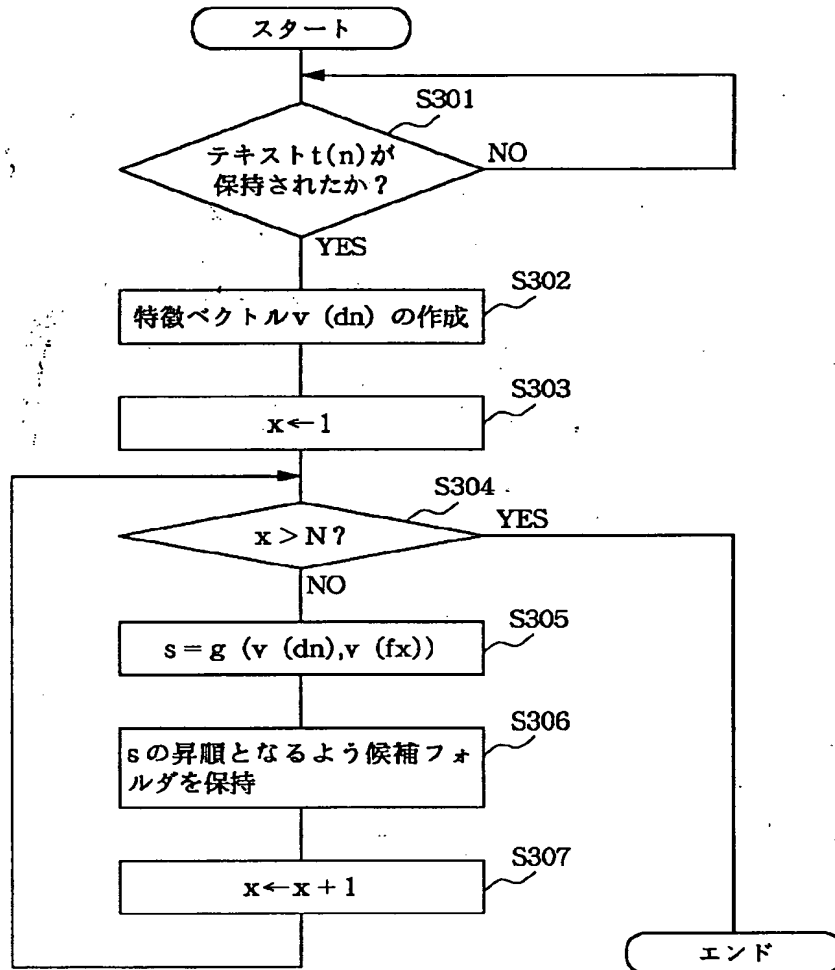 スタート
S301
テキストt(n)が
保持されたか?
NO
YES
S302
特徴ベクトルv (dn) の作成
S303
x←1
S304
x>N?
YES
NO
S305
s=g (v (dn),v (fx))
S306
sの昇順となるよう候補フォ
ルダを保持
S307
x←x+1
エンド